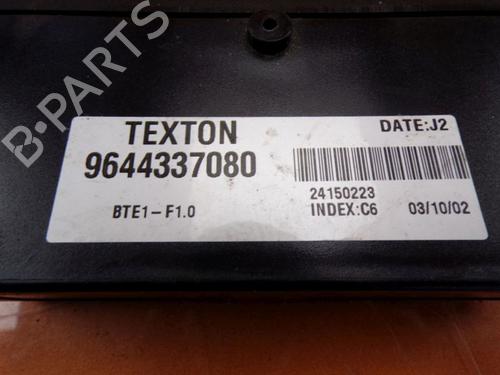 B-PARTS
TEXTON
DATE:J2
9644337080
24150223
BTE1-F1.0
INDEX:C6
03/10/02